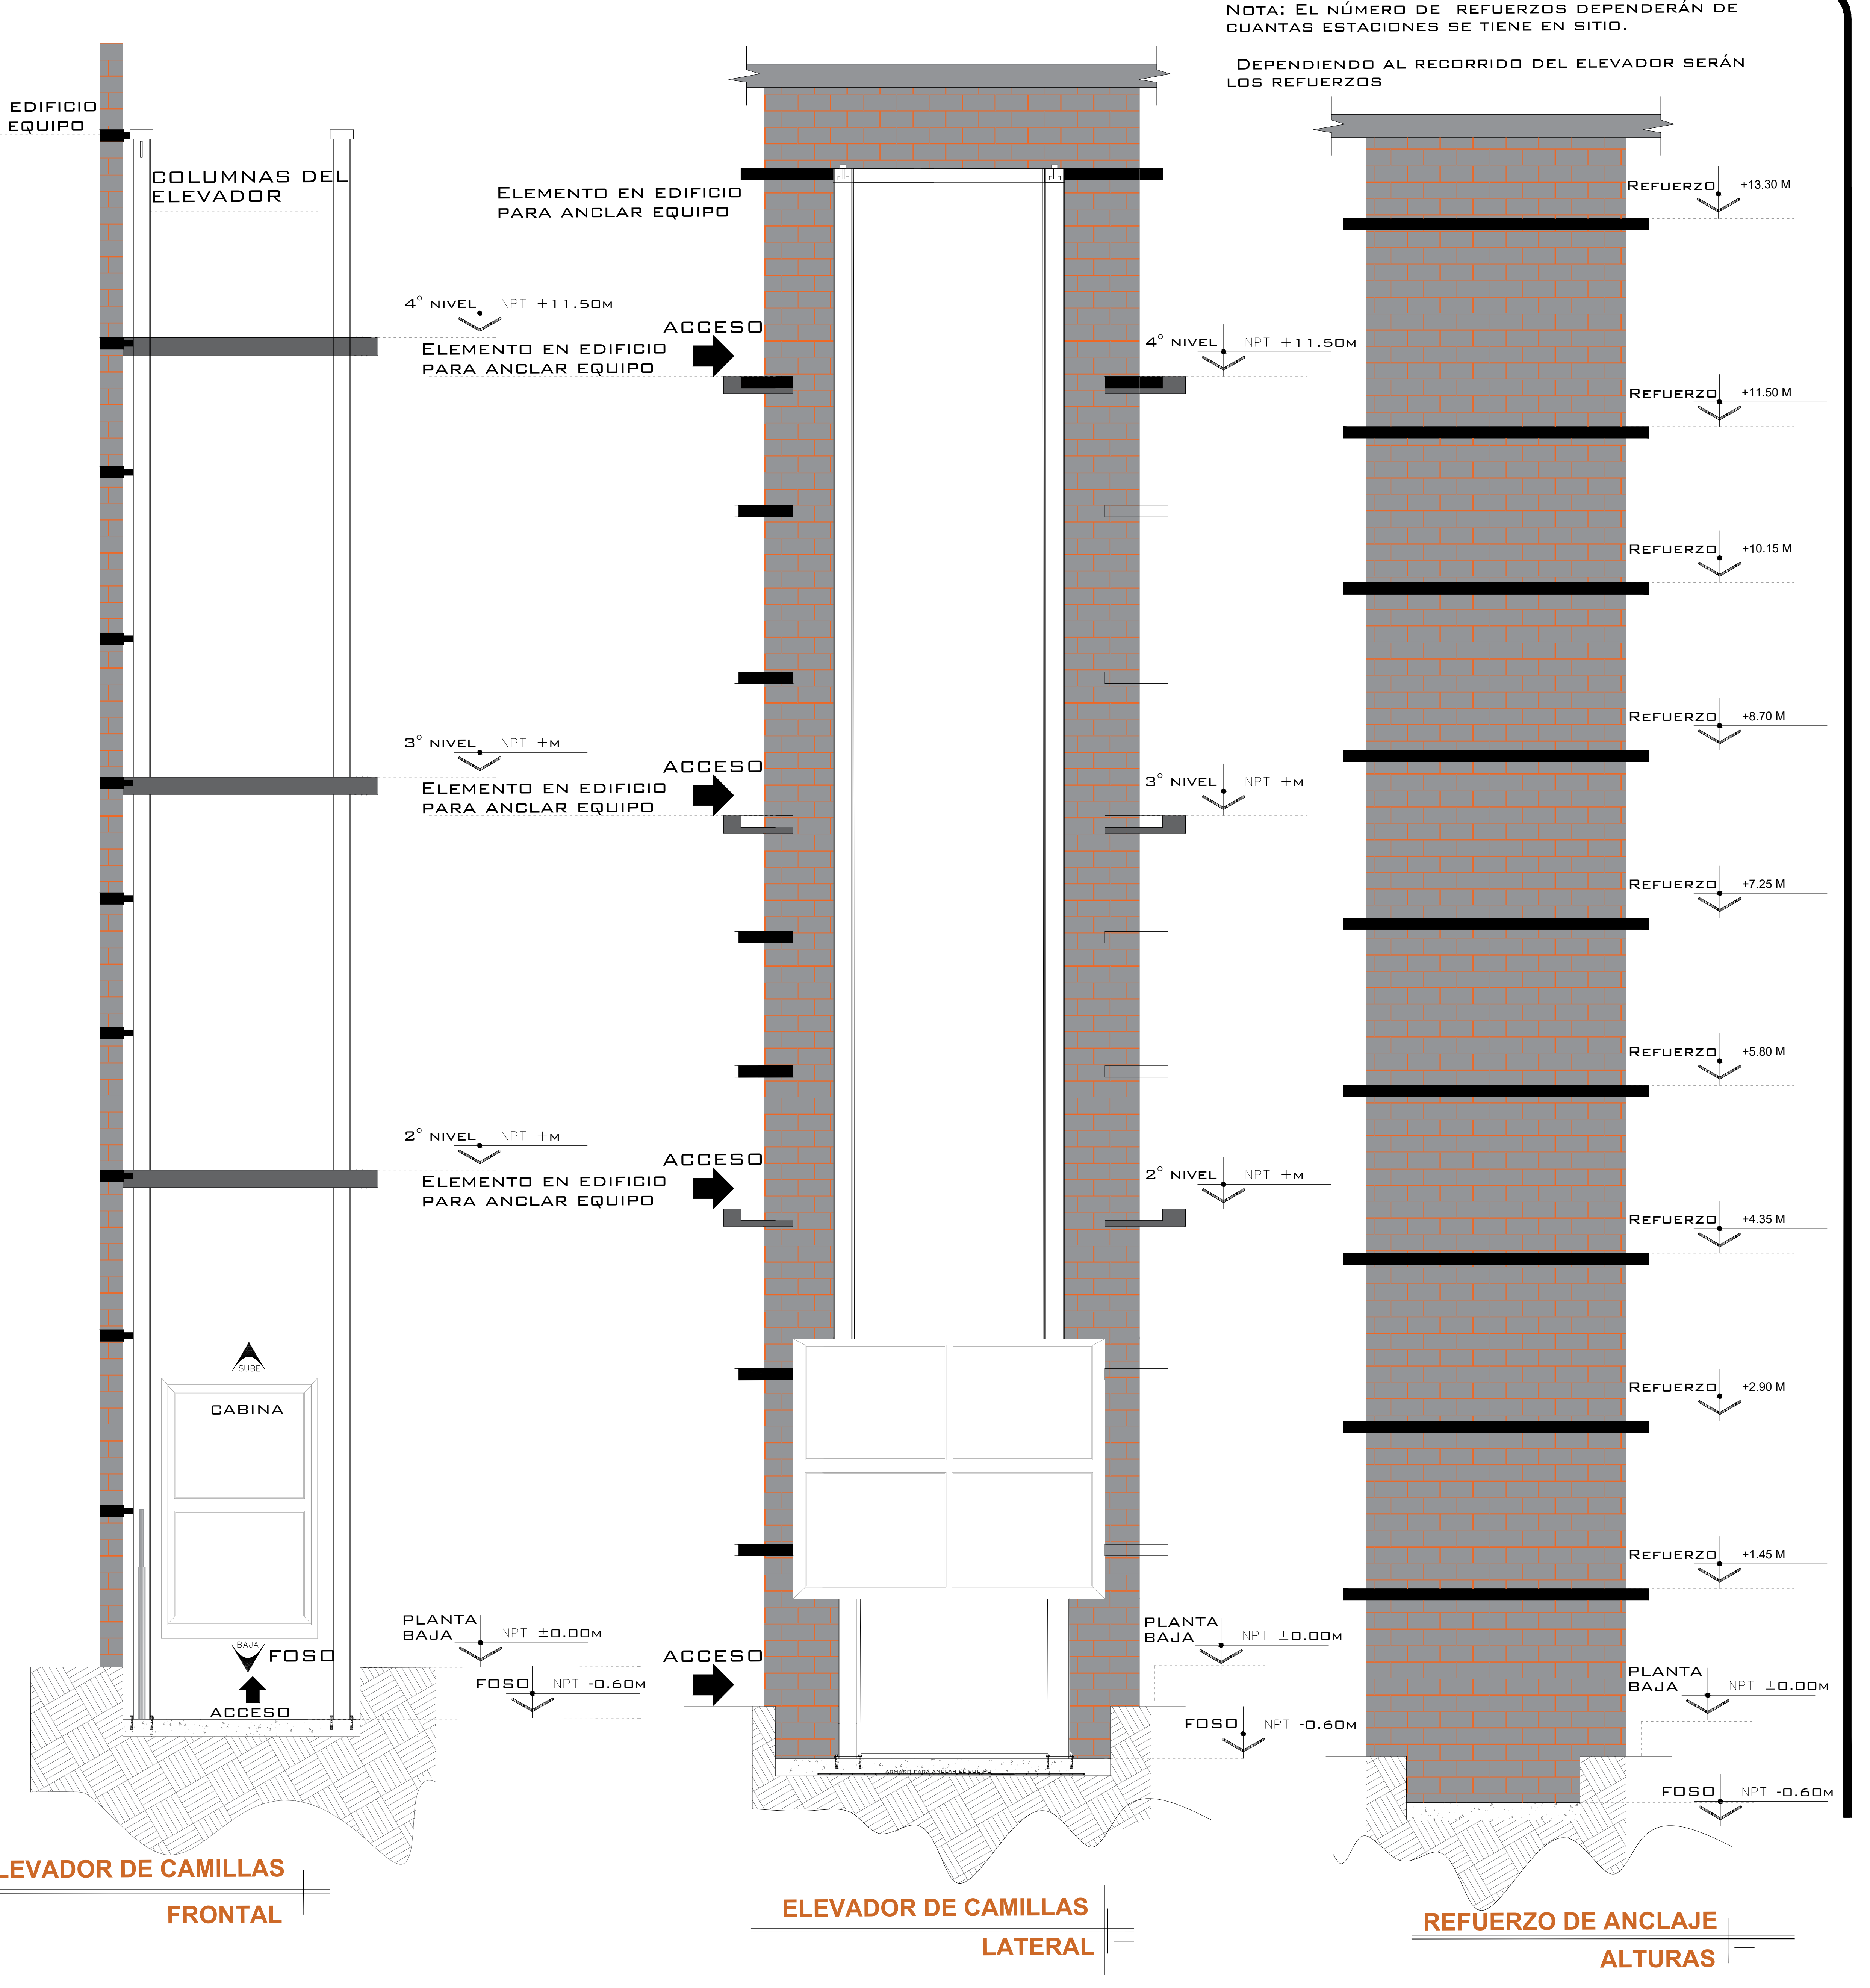 NOTA: EL NÚMERO DE REFUERZOS DEPENDERÁN DE
CUANTAS ESTACIONES SE TIENE EN SITIO.
DEPENDIENDO AL RECORRIDO DEL ELEVADOR SERÁN
LOS REFUERZOS
EDIFICIO
EQUIPO
COLUMNAS DEL
ELEVADOR
4° NIVEL NPT +11.50M
3° NIVEL NPT +M
2° NIVEL NPT +M
SUBE
CABINA
BAJA
FOSO
ACCESO
PLANTA
BAJA NPT ±0.00M
FOSO NPT -0.60M
LEVADOR DE CAMILLAS
FRONTAL
ELEMENTO EN EDIFICIO
PARA ANCLAR EQUIPO
ACCESO
ELEMENTO EN EDIFICIO
PARA ANCLAR EQUIPO
4° NIVEL NPT +11.50M
ACCESO
ELEMENTO EN EDIFICIO
PARA ANCLAR EQUIPO
3° NIVEL NPT +M
ACCESO
ELEMENTO EN EDIFICIO
PARA ANCLAR EQUIPO
2° NIVEL NPT +M
ACCESO
PLANTA
BAJA NPT ±0.00M
FOSO NPT -0.60M
ARMADO PARA ANCLAR EL EQUIPO
ELEVADOR DE CAMILLAS
LATERAL
REFUERZO +13.30 M
REFUERZO +11.50 M
REFUERZO +10.15 M
REFUERZO +8.70 M
REFUERZO +7.25 M
REFUERZO +5.80 M
REFUERZO +4.35 M
REFUERZO +2.90 M
REFUERZO +1.45 M
PLANTA
BAJA NPT ±0.00M
FOSO NPT -0.60M
REFUERZO DE ANCLAJE
ALTURAS